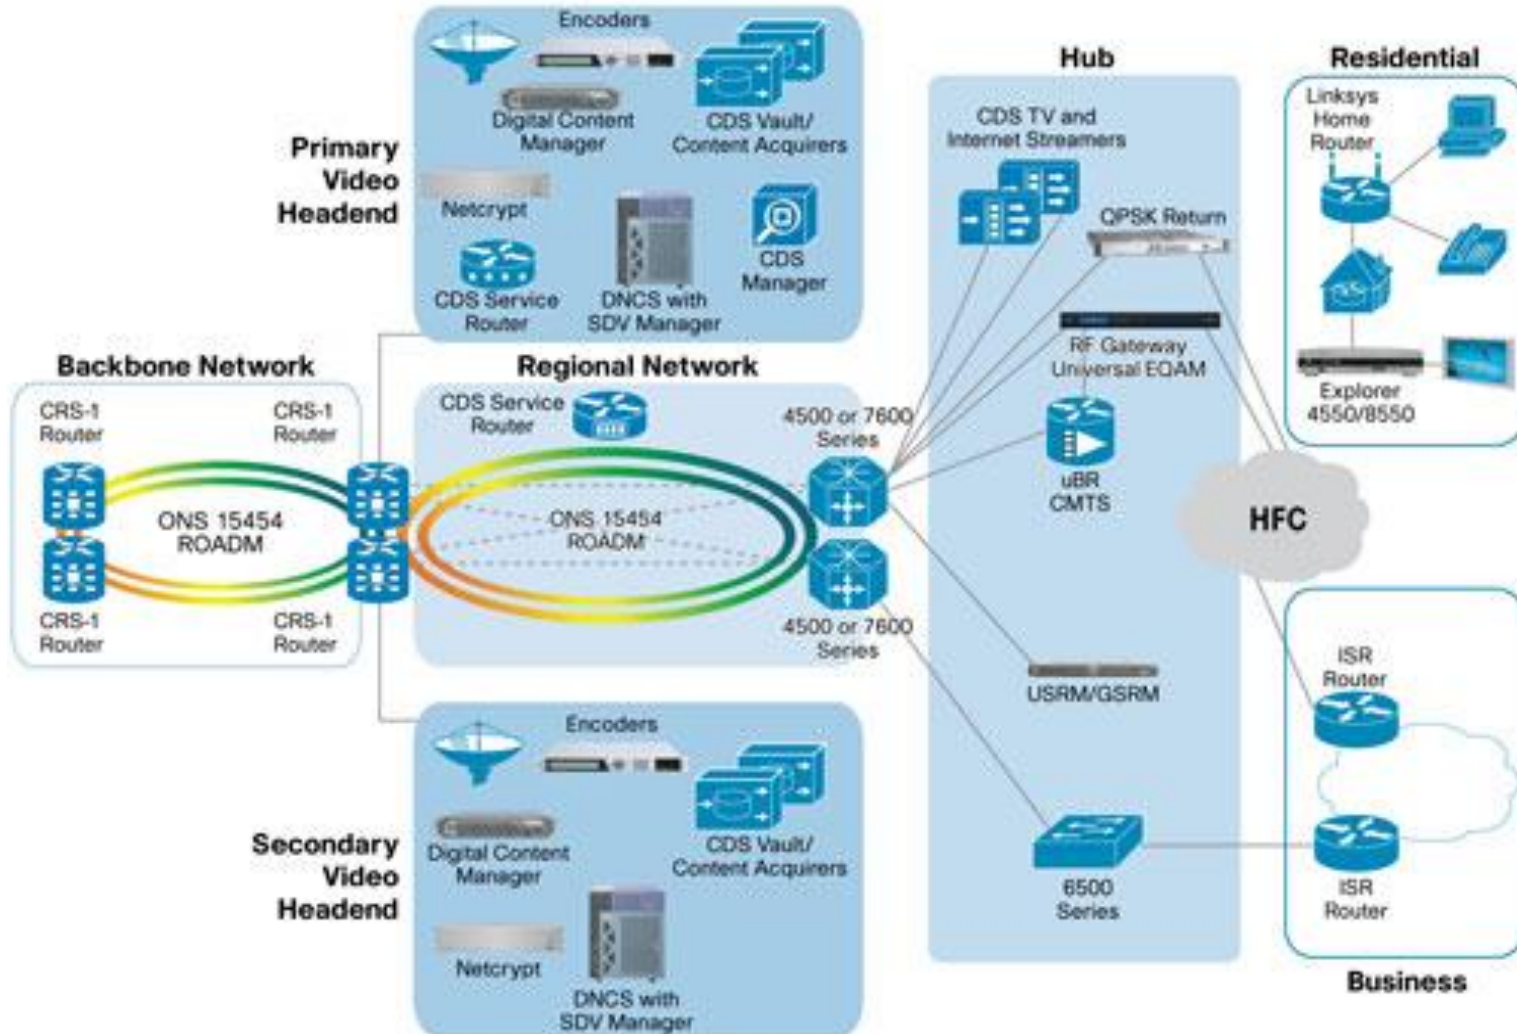 Encoders
Digital Content
Manager
CDS Vault/
Content Acquirers
Primary
Video
Headend
Netcrypt
CDS Service
Router
DNCS with
SDV Manager
CDS
Manager
Backbone Network
CRS-1
Router
CRS-1
Router
ONS 15454
ROADM
CRS-1
Router
CRS-1
Router
Regional Network
CDS Service
Router
4500 or 7600
Series
ONS 15454
ROADM
4500 or 7600
Series
Encoders
Secondary
Video
Headend
Digital Content
Manager
CDS Vault/
Content Acquirers
Netcrypt
DNCS with
SDV Manager
Hub
CDS TV and
Internet Streamers
QPSK Return
RF Gateway
Universal EQAM
uBR
CMTS
USRM/GSRM
6500
Series
HFC
Residential
Linksys
Home
Router
Explorer
4550/8550
ISR
Router
ISR
Router
Business